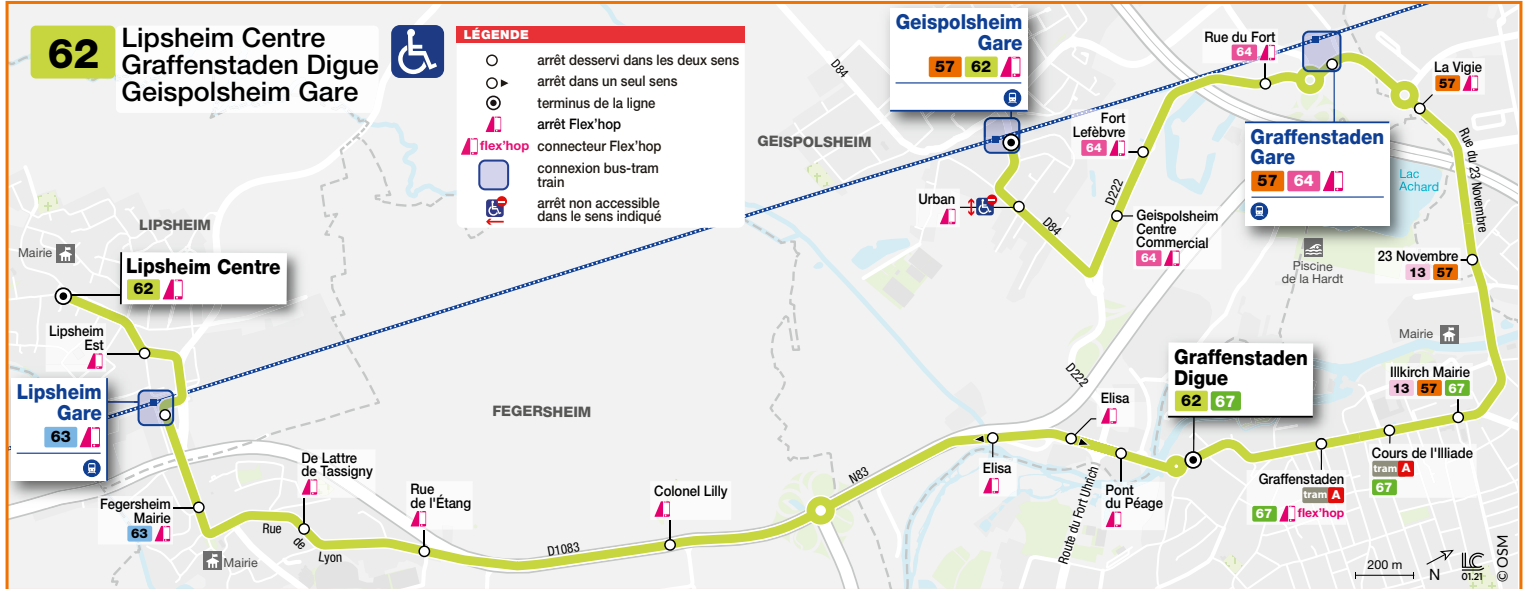 62
Lipsheim Centre
Graffenstaden Digue
Geispolsheim Gare
LÉGENDE
arrêt desservi dans les deux sens
arrêt dans un seul sens
terminus de la ligne
arrêt Flex'hop
flex'hop connecteur Flex'hop
connexion bus-tram
train
arrêt non accessible
dans le sens indiqué
D84
GEISPOLSHEIM
Geispolsheim
Gare
57 62
Rue du Fort
64
La Vigie
57
Fort
Lefèbvre
64
Graffenstaden
Gare
57 64
Rue du 23 Novembre
Lac
Achard
Urban
D84
D222
Geispolsheim
Centre
Commercial
64
Piscine
de la Hardt
23 Novembre
13 57
LIPSHEIM
Mairie
Lipsheim Centre
62
Lipsheim
Est
Lipsheim
Gare
63
FEGERSHEIM
Fegersheim
Mairie
63
Mairie
De Lattre
de Tassigny
Rue
de
Lyon
Rue
de l'Étang
D1083
Colonel Lilly
N83
Elisa
Elisa
D222
Route du Fort Uhrich
Pont
du Péage
Graffenstaden
Digue
62 67
Mairie
Illkirch Mairie
13 57 67
Cours de l'Illiade
tram A
67
Graffenstaden
tram A
67 flex'hop
200 m
N
LC
01.21
© OSM